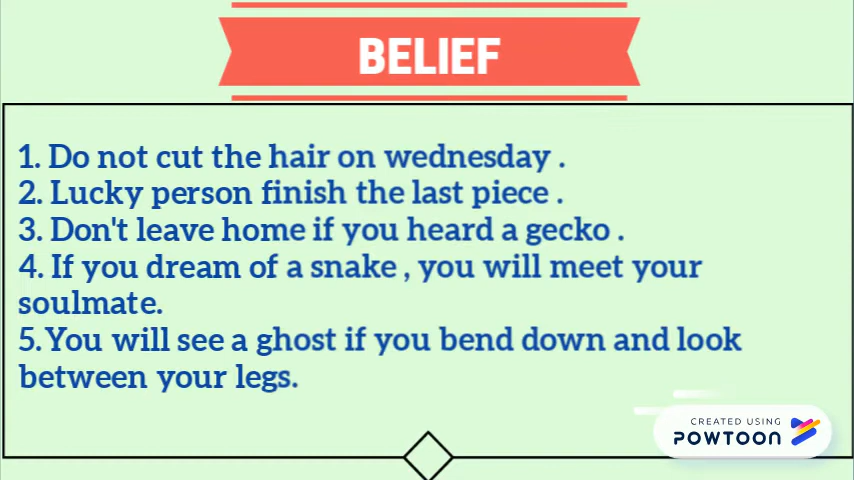 BELIEF
1. Do not cut the hair on wednesday .
2. Lucky person finish the last piece .
3. Don't leave home if you heard a gecko .
4. If you dream of a snake , you will meet your
soulmate.
5.You will see a ghost if you bend down and look
between your legs.
CREATED USING
POWTOON